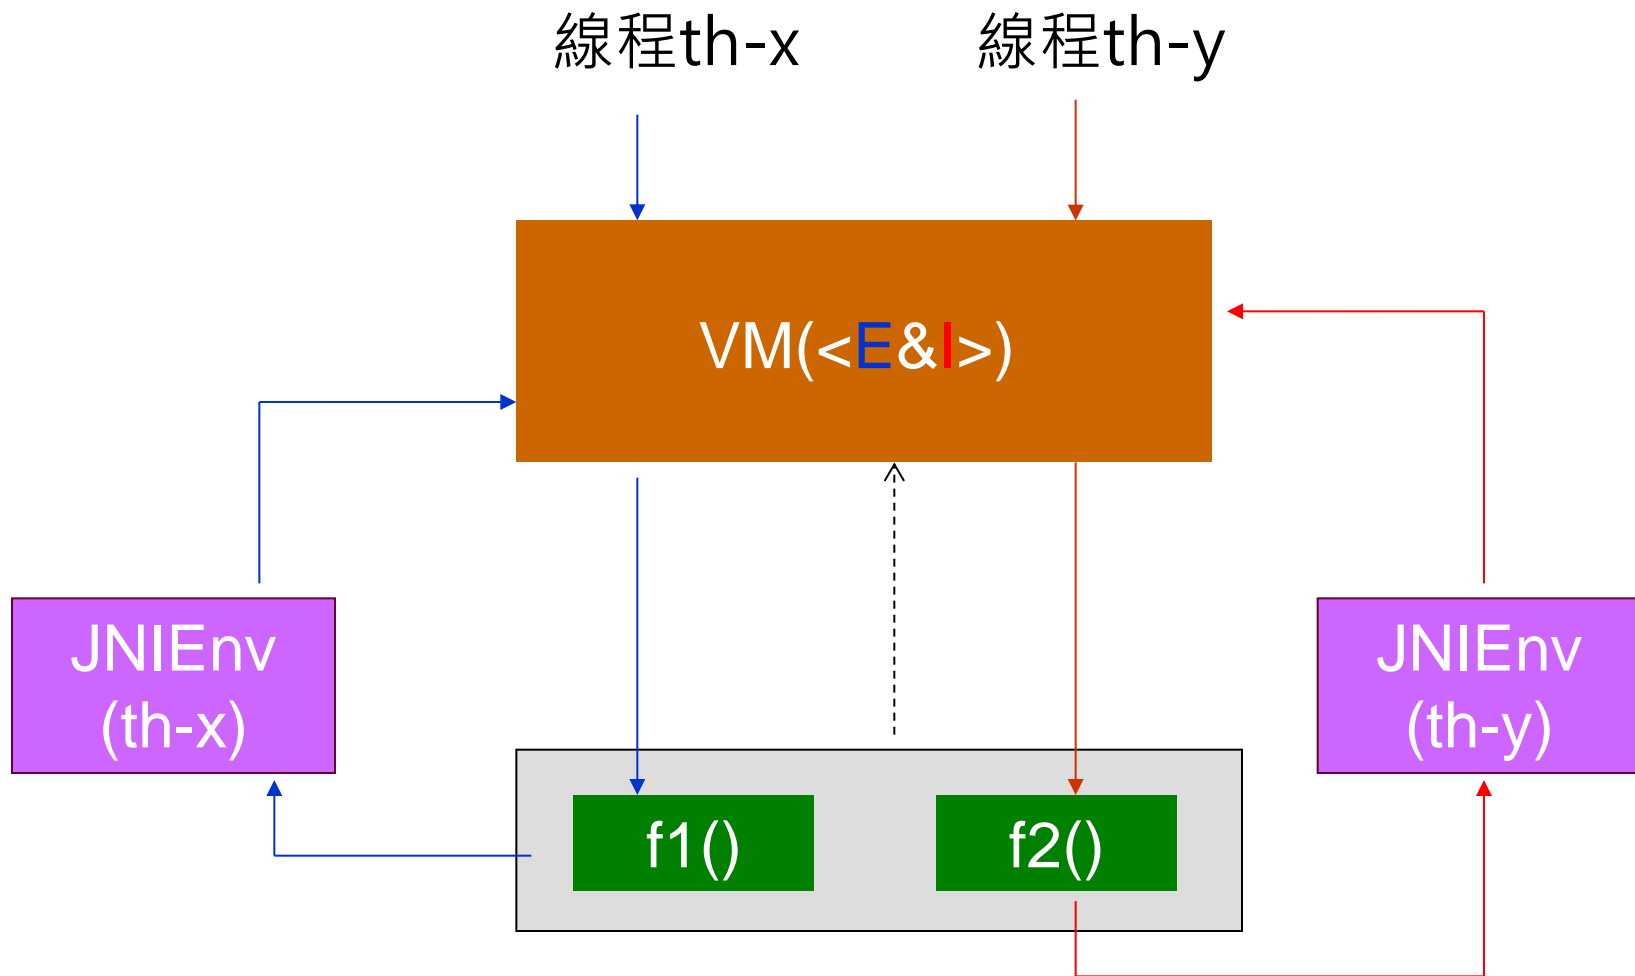 線程th-x
線程th-y
VM(<E&I>)
JNIEnv
(th-x)
JNIEnv
(th-y)
f1()
f2()